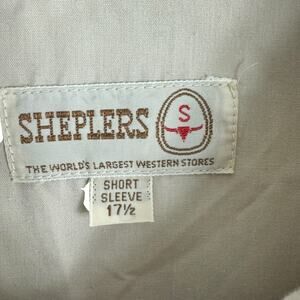 SHEPLERS
S
THE WORLD'S LARGEST WESTERN STORES
SHORT
SLEEVE
17½